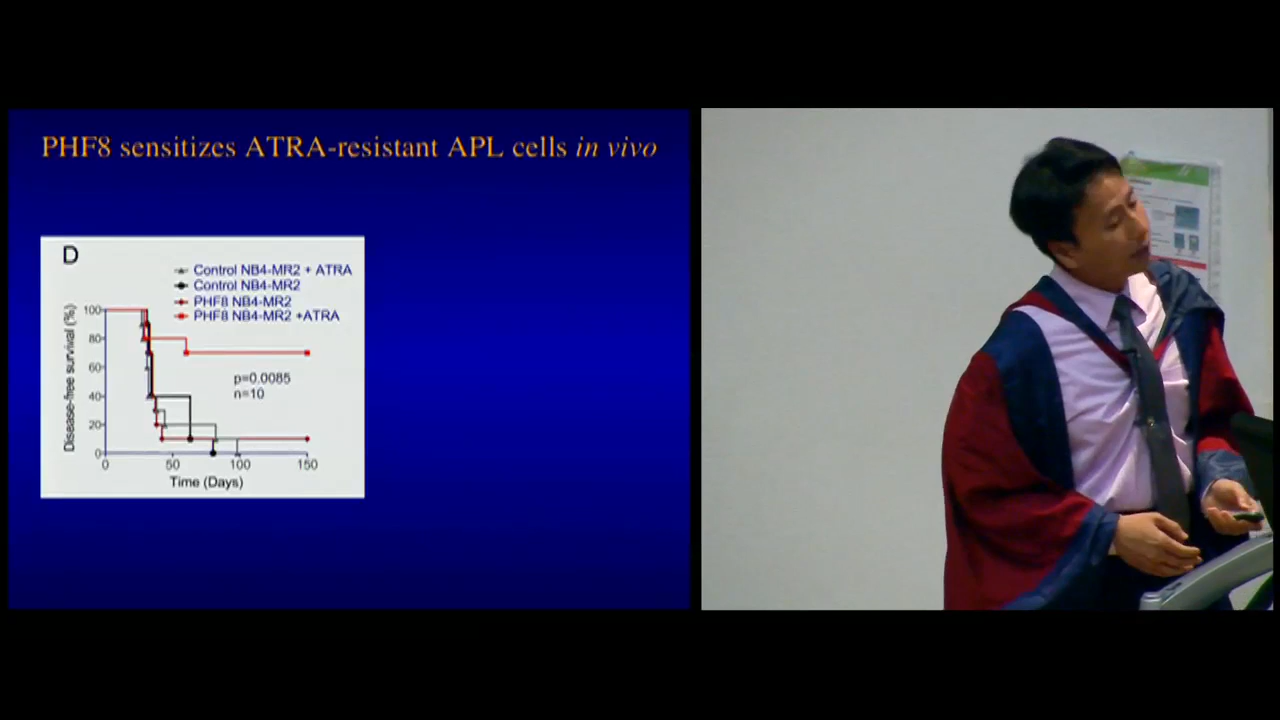 PHF8 sensitizes ATRA-resistant APL cells in vivo
D
Control NB4-MR2 + ATRA
Control NB4-MR2
PHF8 NB4-MR2
PHF8 NB4-MR2 +ATRA
Disease-free survival (%)
100
80
60
40
20
0
p=0.0085
n=10
0 50 100 150
Time (Days)